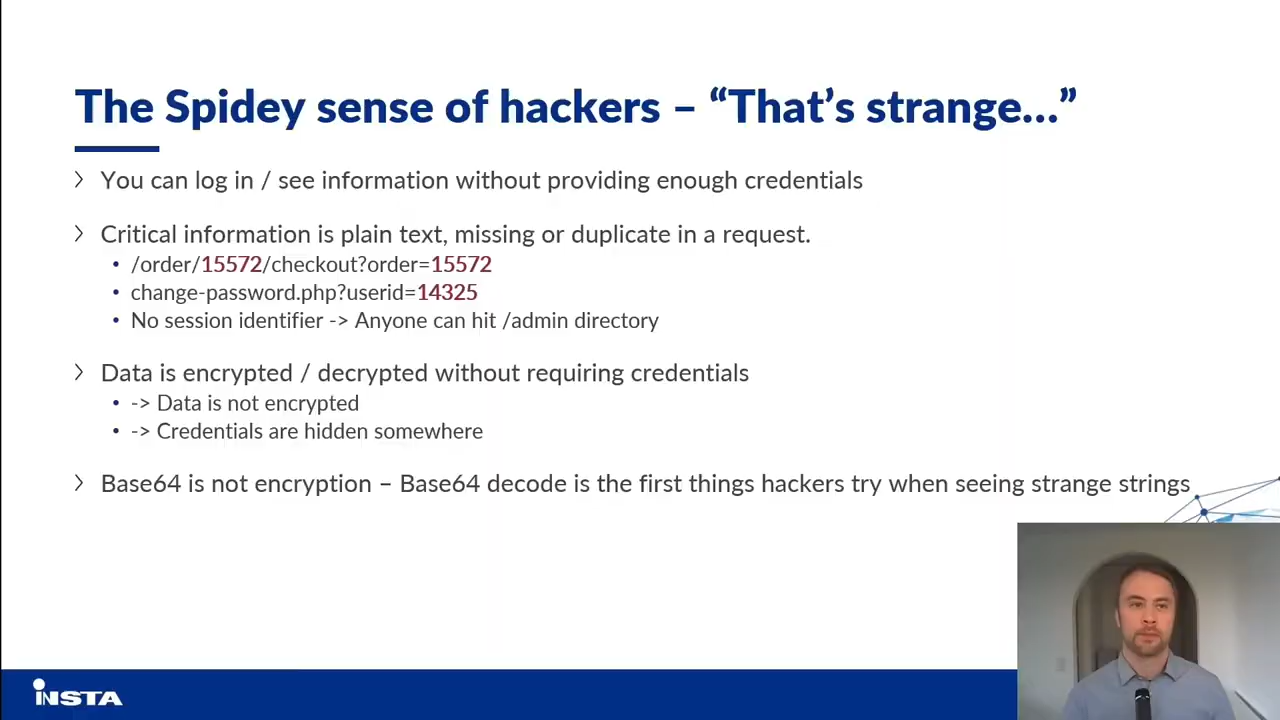 The Spidey sense of hackers – “That’s strange…”
You can log in / see information without providing enough credentials
Critical information is plain text, missing or duplicate in a request.
/order/15572/checkout?order=15572
change-password.php?userid=14325
No session identifier -> Anyone can hit /admin directory
Data is encrypted / decrypted without requiring credentials
-> Data is not encrypted
-> Credentials are hidden somewhere
Base64 is not encryption – Base64 decode is the first things hackers try when seeing strange strings
INSTA